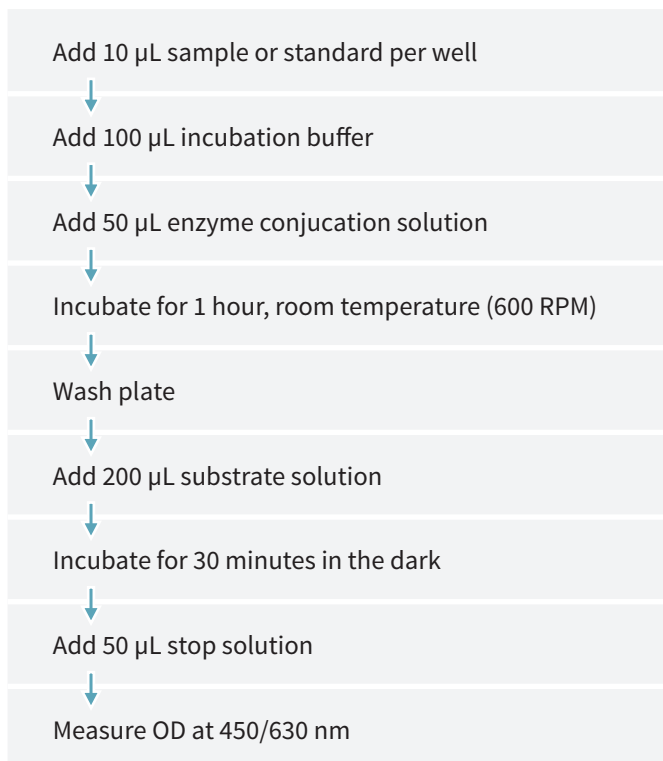 Add 10 µL sample or standard per well
Add 100 µL incubation buffer
Add 50 µL enzyme conjucation solution
Incubate for 1 hour, room temperature (600 RPM)
Wash plate
Add 200 µL substrate solution
Incubate for 30 minutes in the dark
Add 50 µL stop solution
Measure OD at 450/630 nm